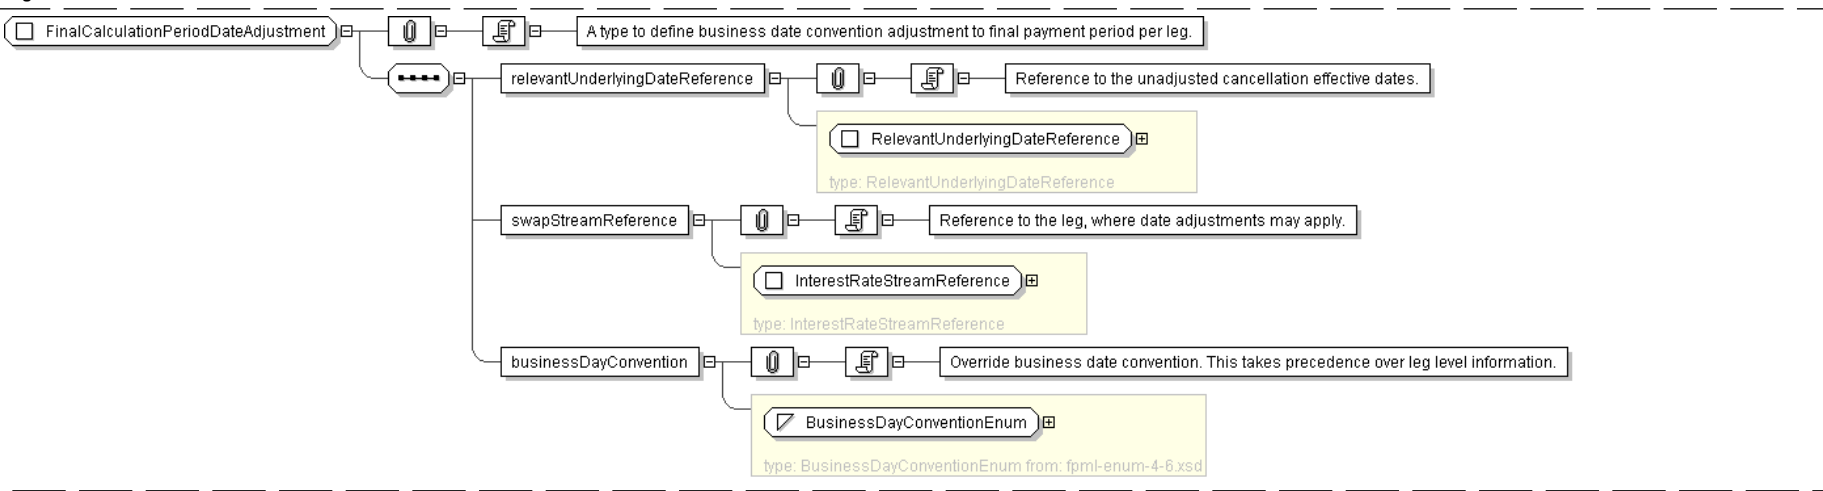 FinalCalculationPeriodDateAdjustment
A type to define business date convention adjustment to final payment period per leg.
relevantUnderlyingDateReference
Reference to the unadjusted cancellation effective dates.
RelevantUnderlyingDateReference
type: RelevantUnderlyingDateReference
swapStreamReference
Reference to the leg, where date adjustments may apply.
InterestRateStreamReference
type: InterestRateStreamReference
businessDayConvention
Override business date convention. This takes precedence over leg level information.
BusinessDayConventionEnum
type: BusinessDayConventionEnum from: fpml-enum-4-6.xsd